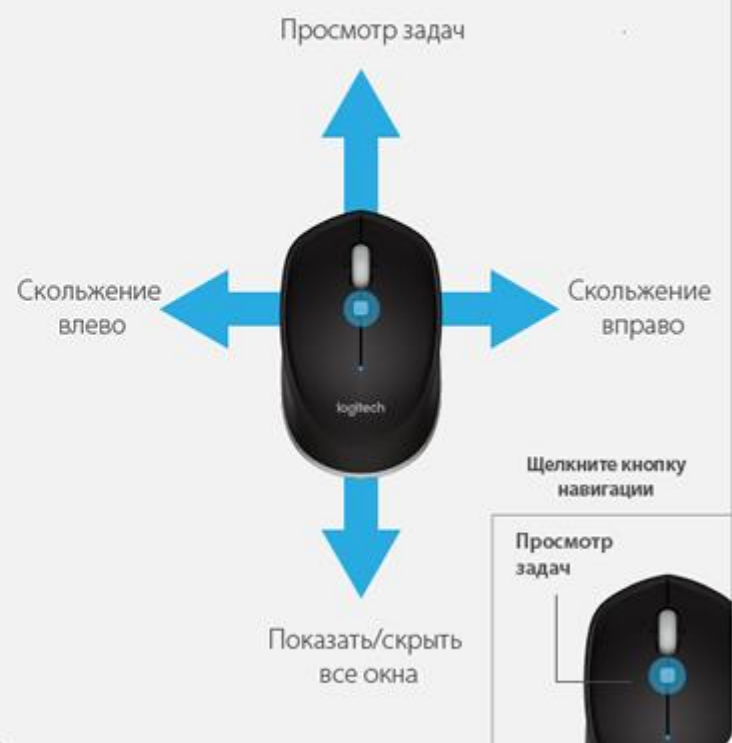 Просмотр задач
Скольжение
влево
Скольжение
вправо
logitech
Показать/скрыть
все окна
Щелкните кнопку
навигации
Просмотр
задач